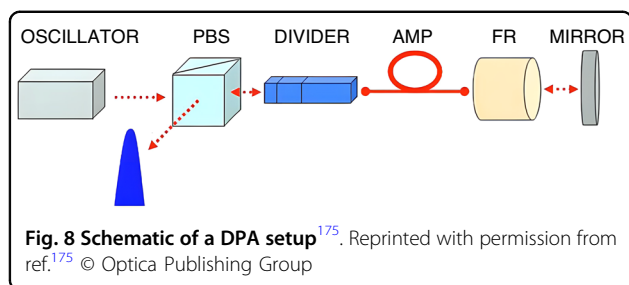 OSCILLATOR PBS DIVIDER AMP FR MIRROR
Fig. 8 Schematic of a DPA setup175. Reprinted with permission from
ref.175 © Optica Publishing Group